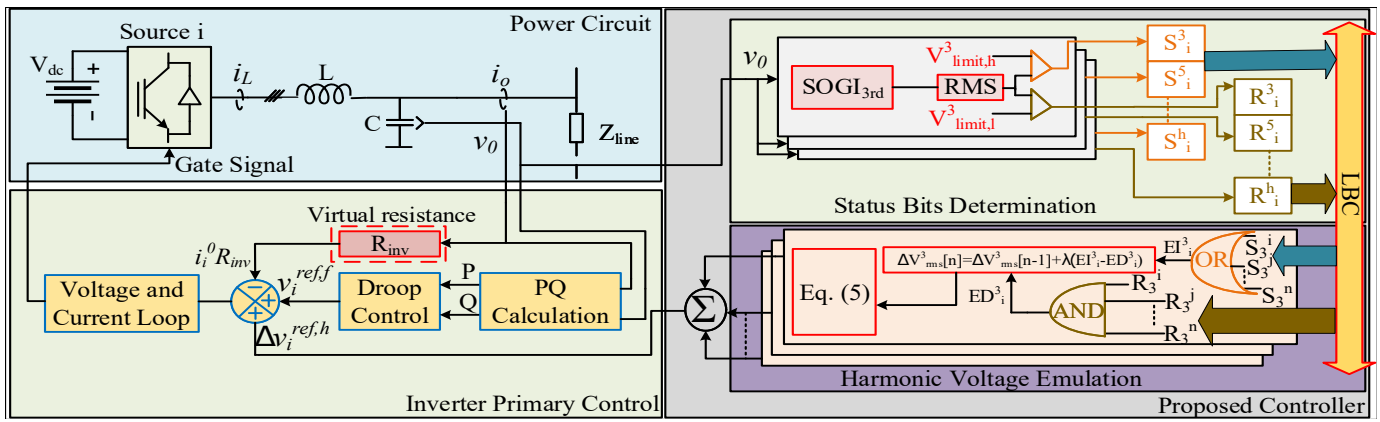 Power Circuit
Source i
V_dc
+
-
i_L
L
i_o
C
v_0
Z_line
Gate Signal
Inverter Primary Control
Virtual resistance
R_inv
i_i^0 R_inv
v_i^ref,f
Voltage and
Current Loop
-
+
+
Δv_i^ref,h
Droop
Control
P
Q
PQ
Calculation
Σ
Proposed Controller
Status Bits Determination
v_0
SOGI_3rd
RMS
V^3_limit,h
V^3_limit,l
S^3_i
S^5_i
S^h_i
R^3_i
R^5_i
R^h_i
LBC
Harmonic Voltage Emulation
Eq. (5)
ΔV^3_rms[n]=ΔV^3_rms[n-1]+λ(EI^3_i-ED^3_i)
EI^3_i
ED^3_i
OR
S_3^i
S_3^j
S_3^n
AND
R_3^i
R_3^j
R_3^n